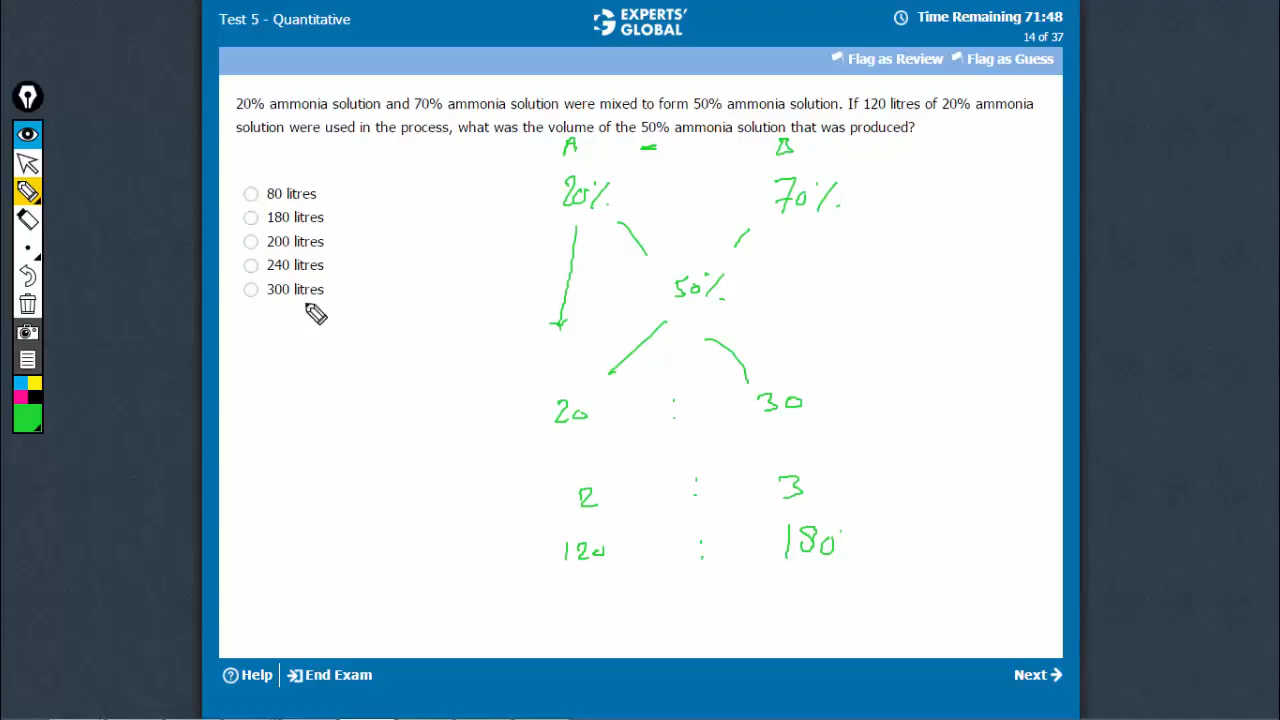 Test 5 - Quantitative
EXPERTS'
GLOBAL
Time Remaining 71:48
14 of 37
Flag as Review
Flag as Guess
20% ammonia solution and 70% ammonia solution were mixed to form 50% ammonia solution. If 120 litres of 20% ammonia
solution were used in the process, what was the volume of the 50% ammonia solution that was produced?
A - B
20% 70%
80 litres
180 litres
200 litres
240 litres
300 litres
50%
20 : 30
2 : 3
120 : 180
Help
End Exam
Next